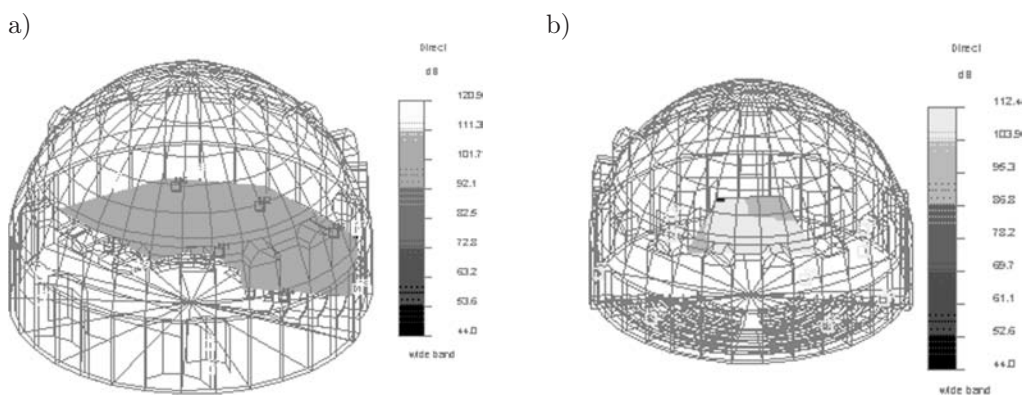 a)
Direct
dB
111.3
101.7
92.1
82.5
72.8
63.2
53.6
44.0
wide band
b)
Direct
dB
112.4
103.9
95.3
86.8
78.2
69.7
61.1
52.6
44.0
wide band